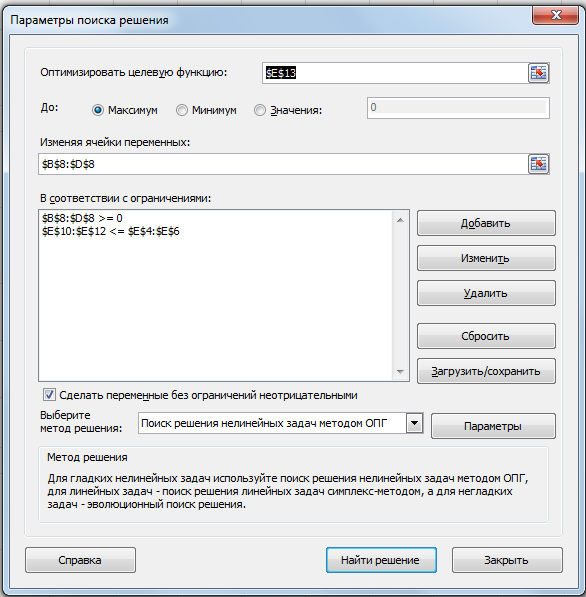 Параметры поиска решения
Оптимизировать целевую функцию:
$E$13
До:
Максимум
Минимум
Значения:
0
Изменяя ячейки переменных:
$B$8:$D$8
В соответствии с ограничениями:
$B$8:$D$8 >= 0
$E$10:$E$12 <= $E$4:$E$6
Добавить
Изменить
Удалить
Сбросить
Загрузить/сохранить
Сделать переменные без ограничений неотрицательными
Выберите
метод решения:
Поиск решения нелинейных задач методом ОПГ
Параметры
Метод решения
Для гладких нелинейных задач используйте поиск решения нелинейных задач методом ОПГ,
для линейных задач - поиск решения линейных задач симплекс-методом, а для негладких
задач - эволюционный поиск решения.
Справка
Найти решение
Закрыть